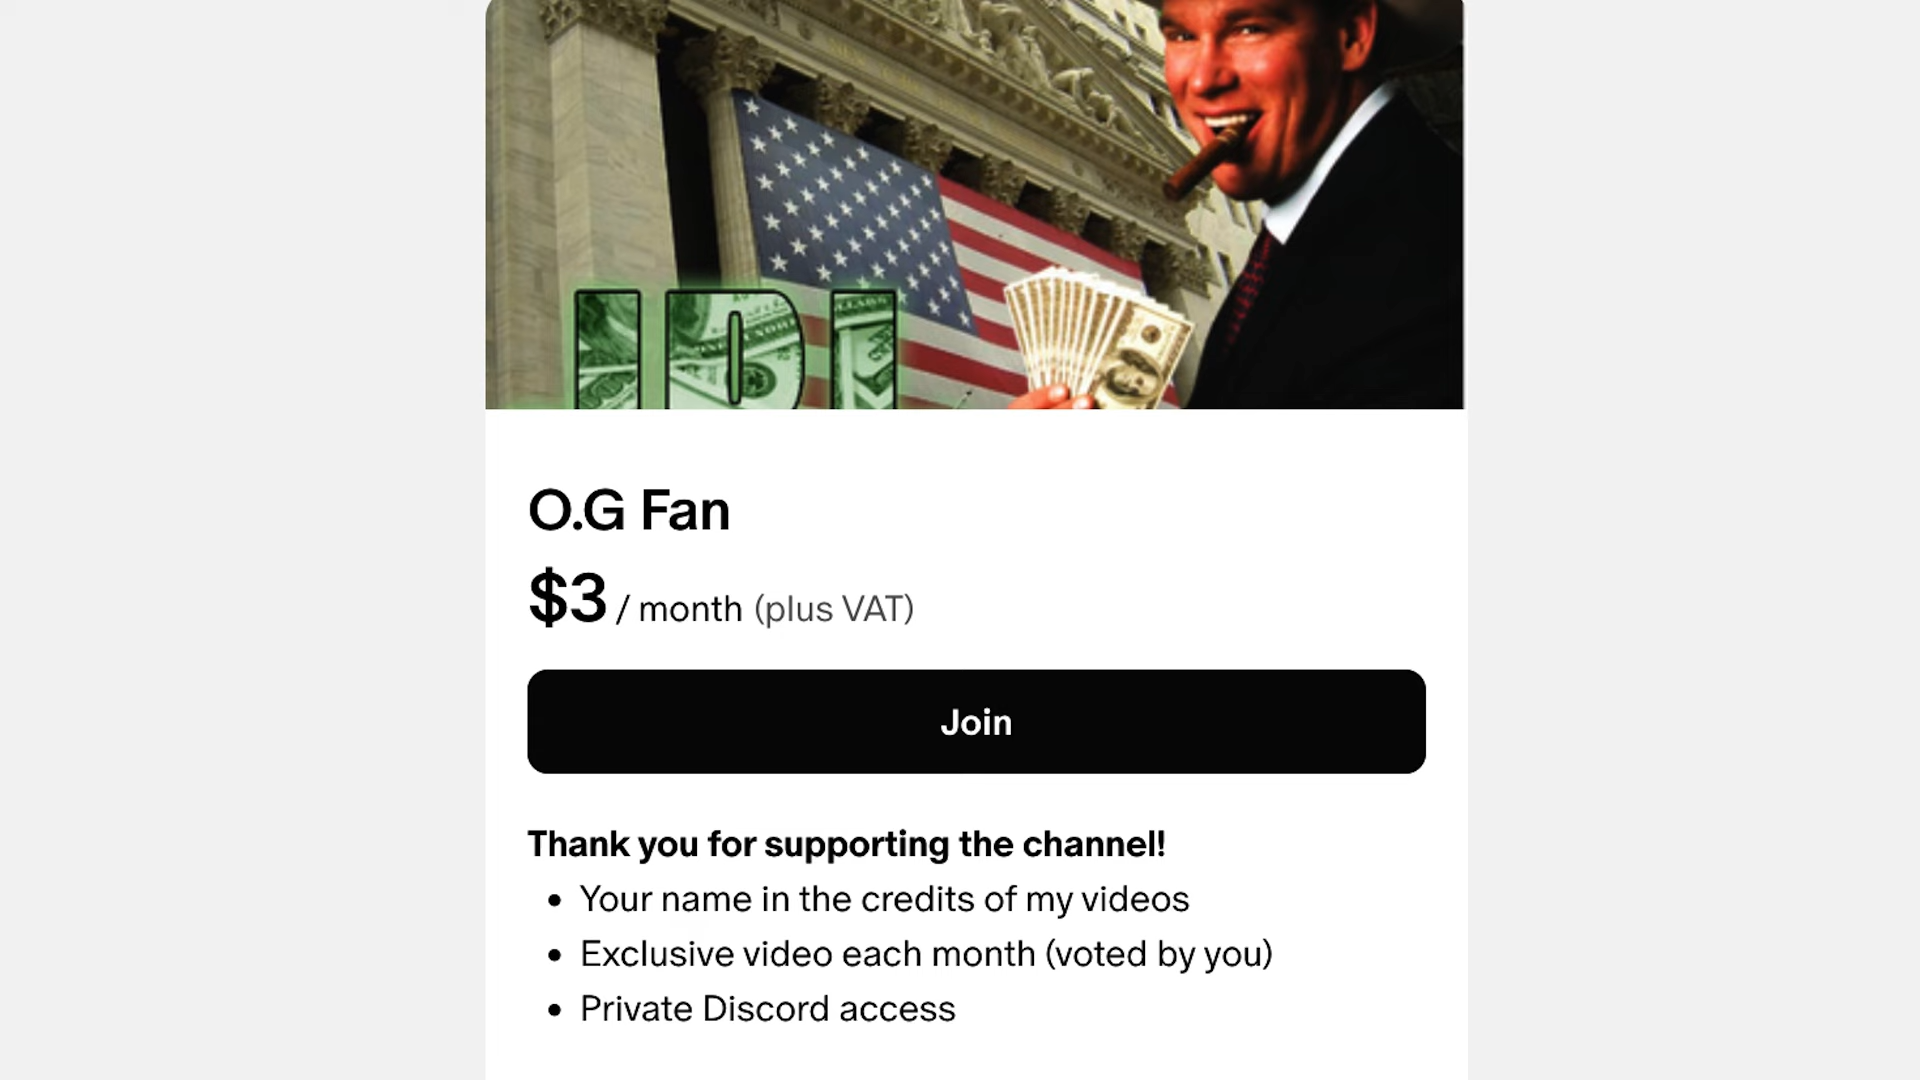 O.G Fan
$3 / month (plus VAT)
Join
Thank you for supporting the channel!
• Your name in the credits of my videos
• Exclusive video each month (voted by you)
• Private Discord access